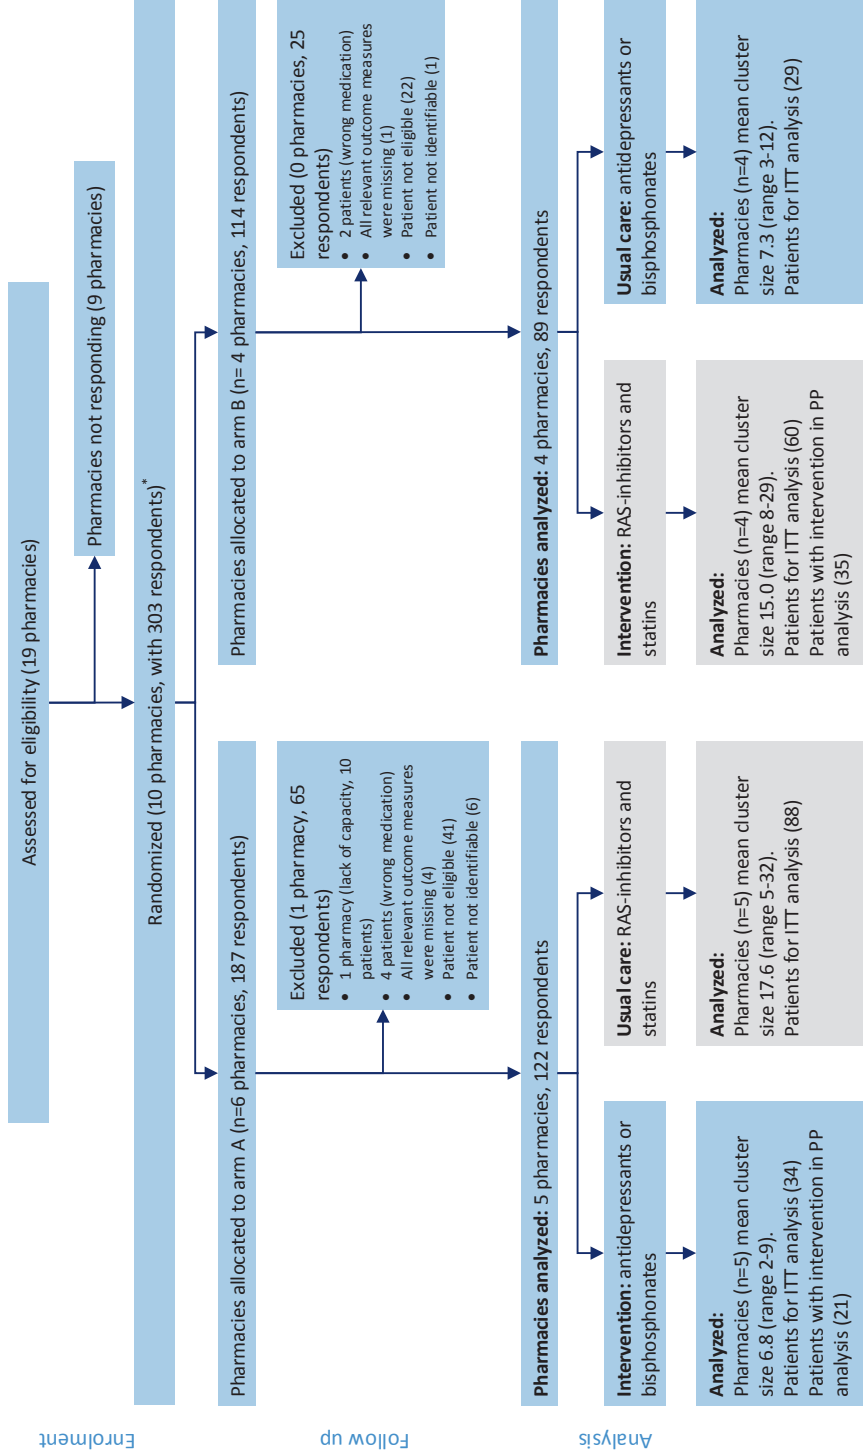 Enrolment
Assessed for eligibility (19 pharmacies)
Pharmacies not responding (9 pharmacies)
Randomized (10 pharmacies, with 303 respondents)*
Follow up
Pharmacies allocated to arm A (n=6 pharmacies, 187 respondents)
Excluded (1 pharmacy, 65
respondents)
• 1 pharmacy (lack of capacity, 10
patients)
• 4 patients (wrong medication)
• All relevant outcome measures
were missing (4)
• Patient not eligible (41)
• Patient not identifiable (6)
Pharmacies allocated to arm B (n= 4 pharmacies, 114 respondents)
Excluded (0 pharmacies, 25
respondents)
• 2 patients (wrong medication)
• All relevant outcome measures
were missing (1)
• Patient not eligible (22)
• Patient not identifiable (1)
Analysis
Pharmacies analyzed: 5 pharmacies, 122 respondents
Intervention: antidepressants or
bisphosphonates
Analyzed:
Pharmacies (n=5) mean cluster
size 6.8 (range 2-9).
Patients for ITT analysis (34)
Patients with intervention in PP
analysis (21)
Usual care: RAS-inhibitors and
statins
Analyzed:
Pharmacies (n=5) mean cluster
size 17.6 (range 5-32).
Patients for ITT analysis (88)
Pharmacies analyzed: 4 pharmacies, 89 respondents
Intervention: RAS-inhibitors and
statins
Analyzed:
Pharmacies (n=4) mean cluster
size 15.0 (range 8-29).
Patients for ITT analysis (60)
Patients with intervention in PP
analysis (35)
Usual care: antidepressants or
bisphosphonates
Analyzed:
Pharmacies (n=4) mean cluster
size 7.3 (range 3-12).
Patients for ITT analysis (29)